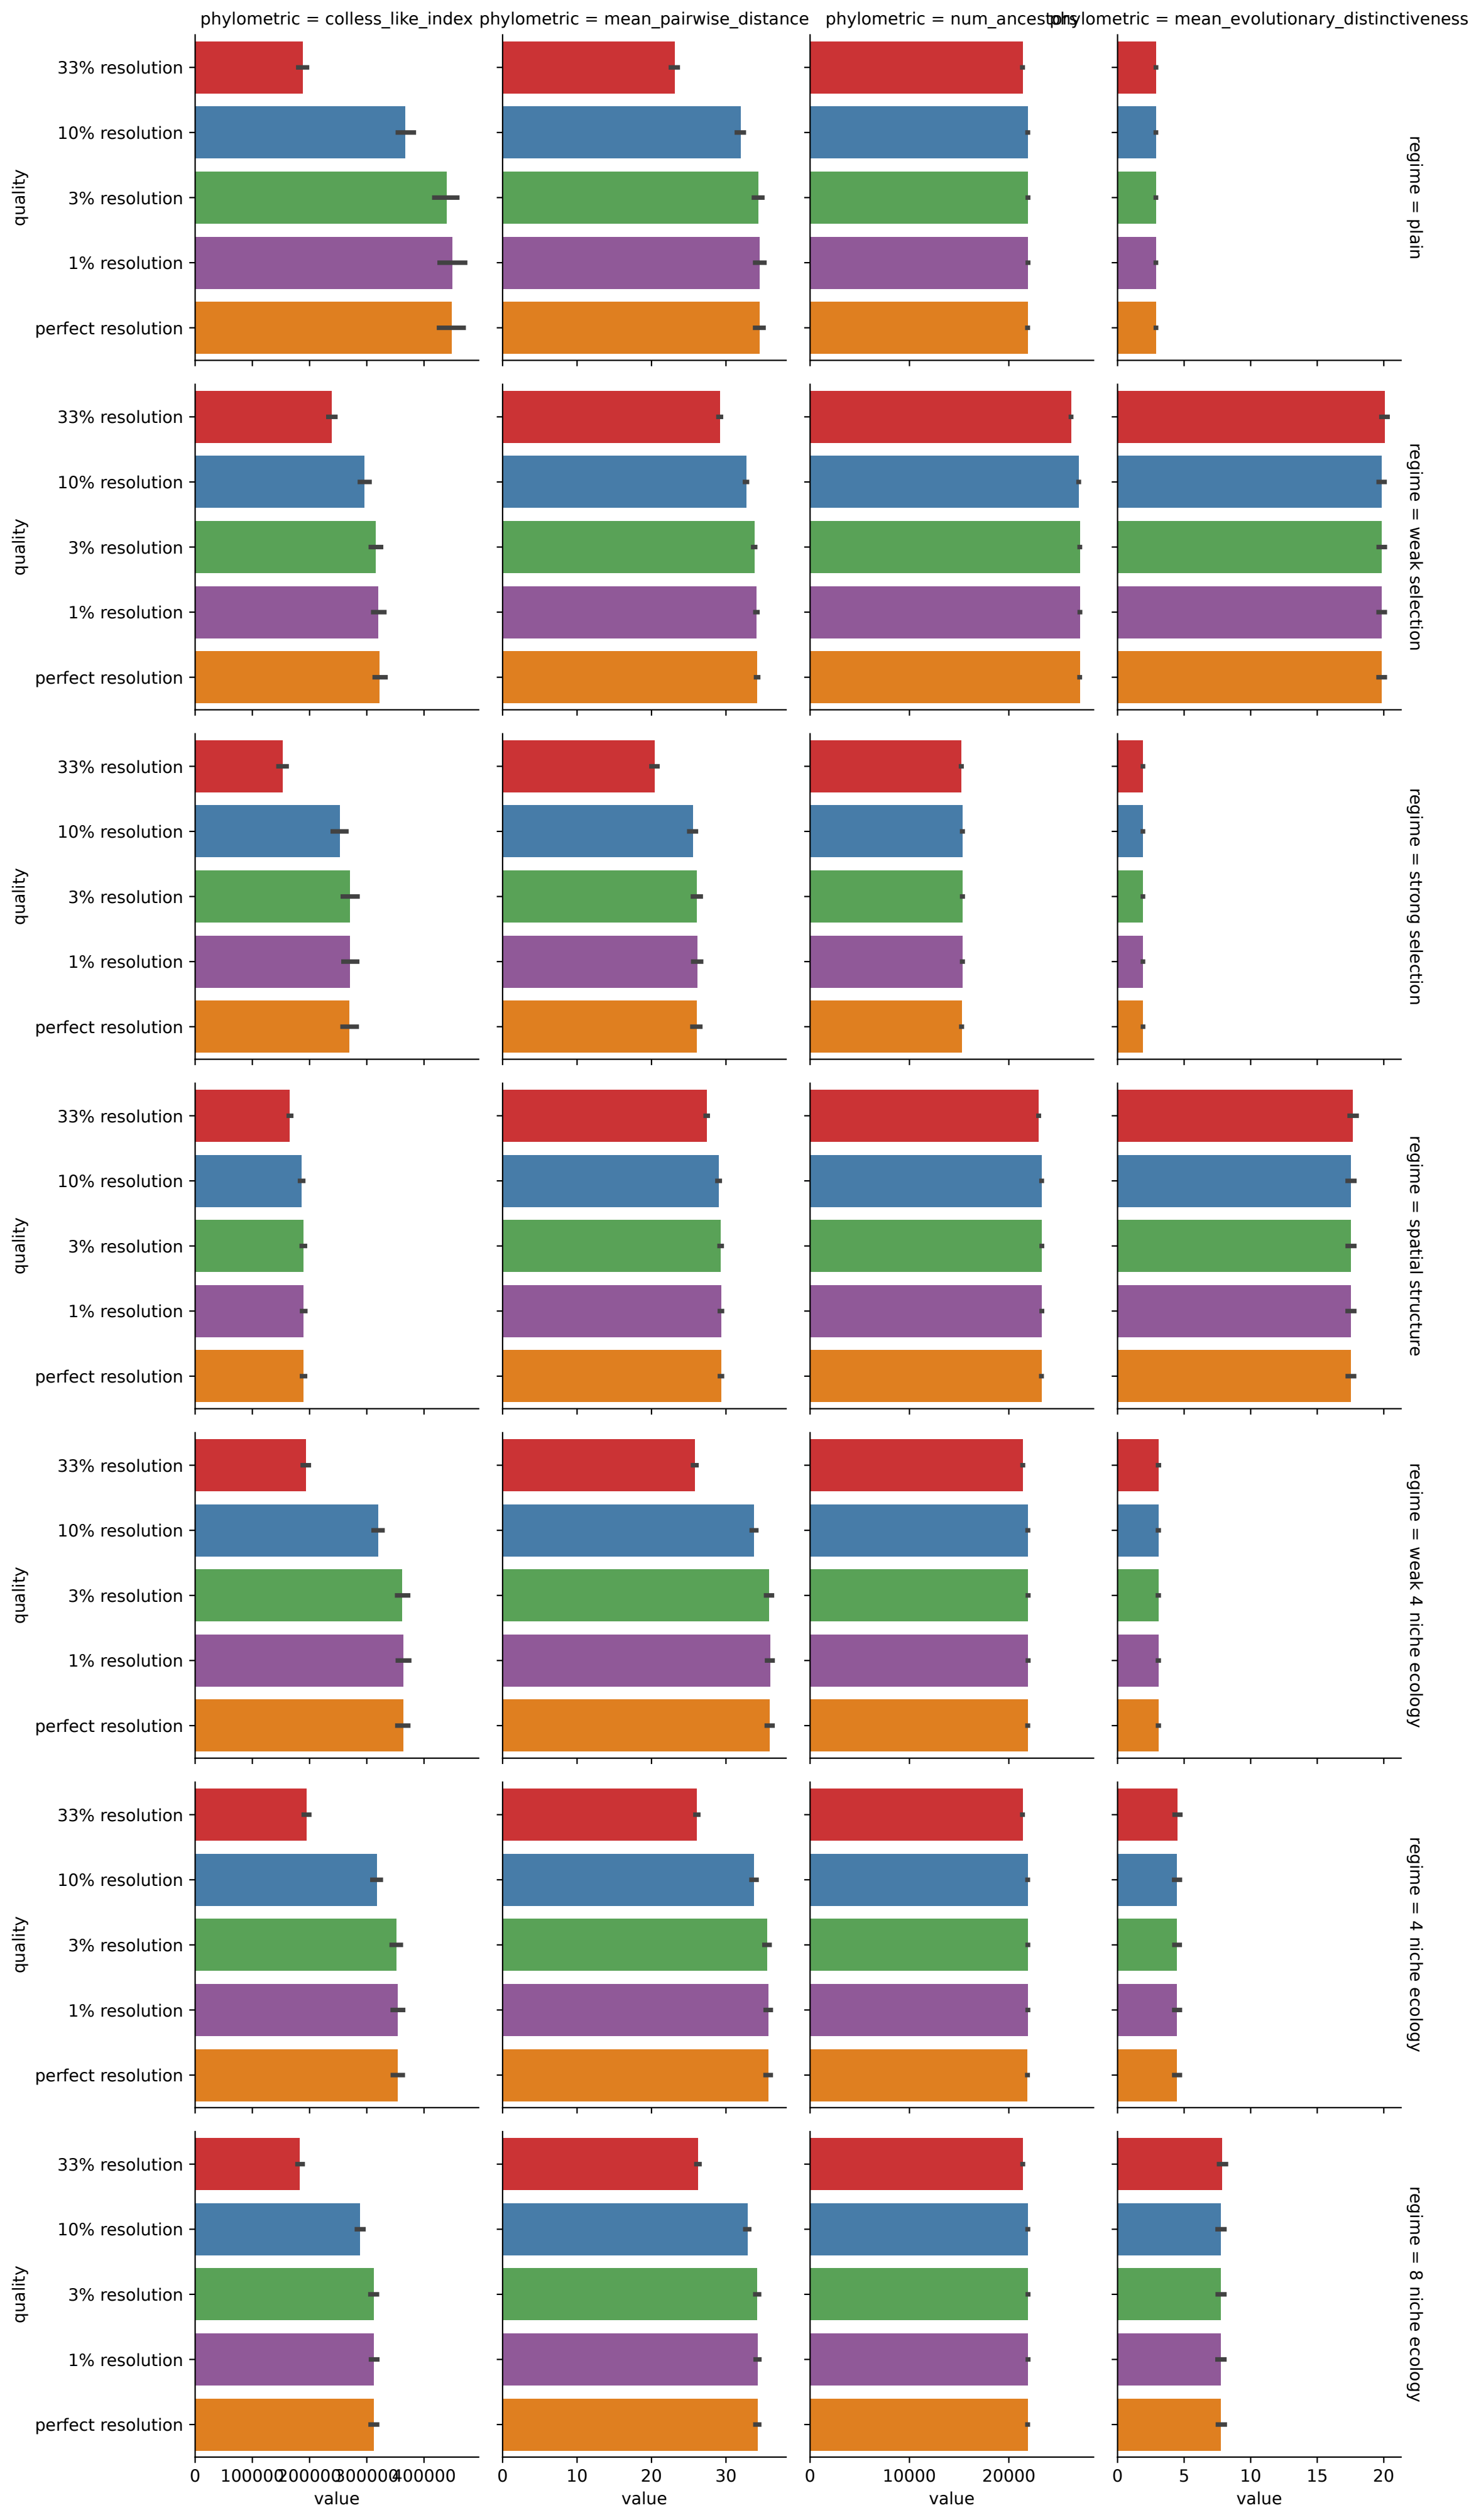 phylometric = colless_like_index
phylometric = mean_pairwise_distance
phylometric = num_ancestors
phylometric = mean_evolutionary_distinctiveness
33% resolution
10% resolution
3% resolution
1% resolution
perfect resolution
quality
regime = plain
33% resolution
10% resolution
3% resolution
1% resolution
perfect resolution
quality
regime = weak selection
33% resolution
10% resolution
3% resolution
1% resolution
perfect resolution
quality
regime = strong selection
33% resolution
10% resolution
3% resolution
1% resolution
perfect resolution
quality
regime = spatial structure
33% resolution
10% resolution
3% resolution
1% resolution
perfect resolution
quality
regime = weak 4 niche ecology
33% resolution
10% resolution
3% resolution
1% resolution
perfect resolution
quality
regime = 4 niche ecology
33% resolution
10% resolution
3% resolution
1% resolution
perfect resolution
quality
regime = 8 niche ecology
0 100000 200000 300000 400000
0 10 20 30
0 10000 20000
0 5 10 15 20
value
value
value
value